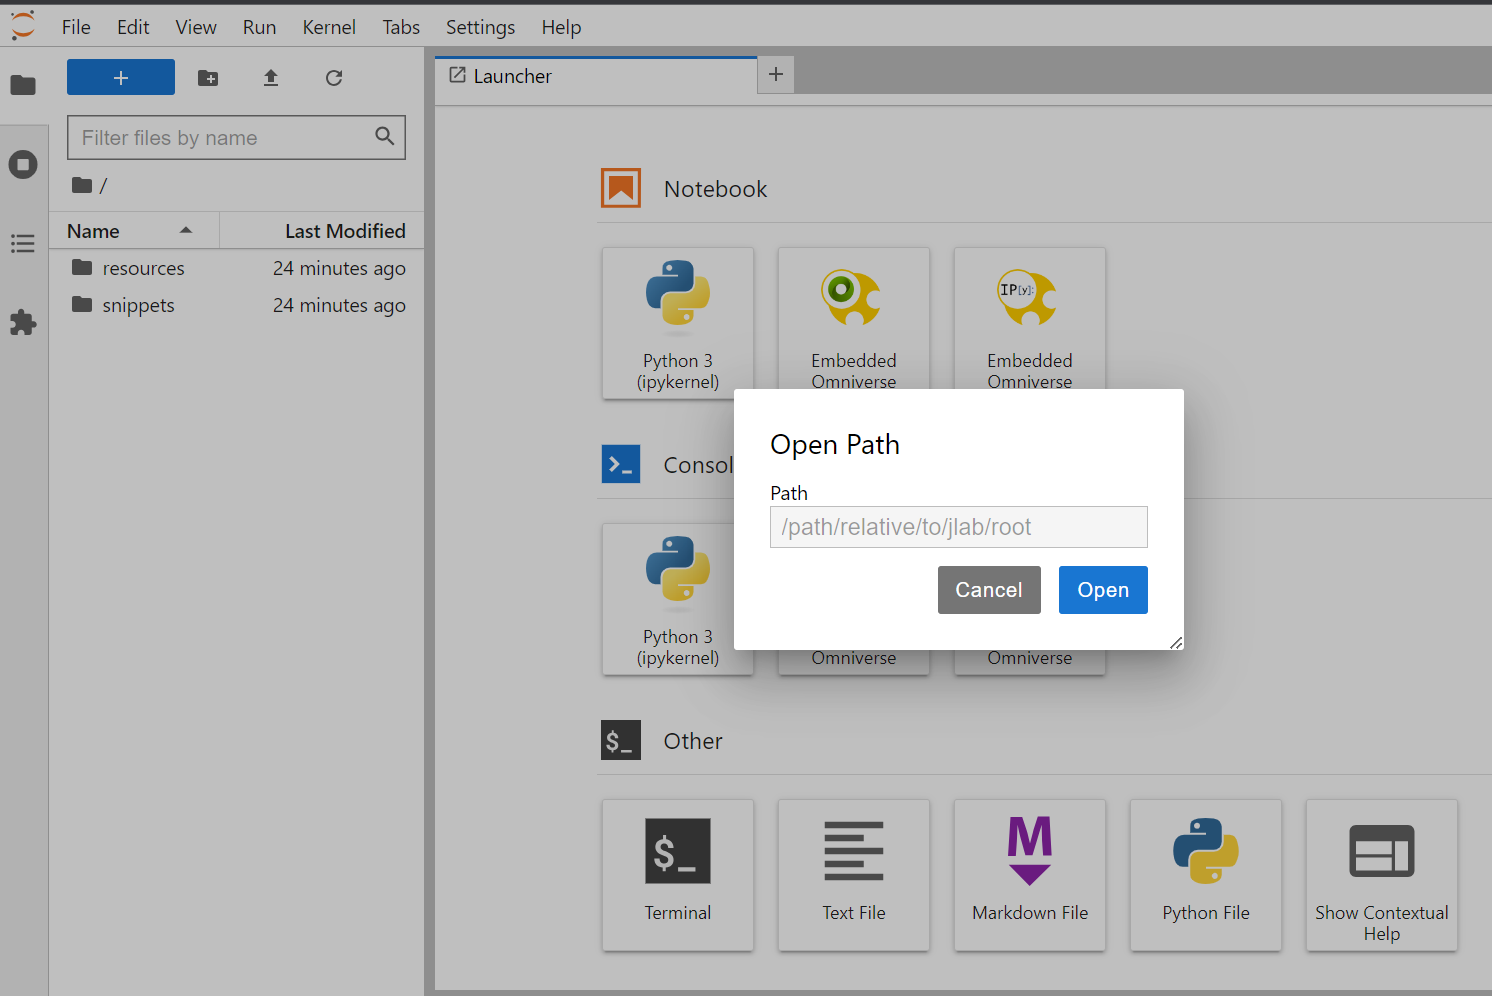 File Edit View Run Kernel Tabs Settings Help
+
Filter files by name
/
Name Last Modified
resources 24 minutes ago
snippets 24 minutes ago
Launcher
+
Notebook
Python 3
(ipykernel)
Embedded
Omniverse
IP[y]:
Embedded
Omniverse
Consol
Python 3
(ipykernel)
Omniverse
Omniverse
Open Path
Path
/path/relative/to/jlab/root
Cancel Open
$_
Other
$_
Terminal
Text File
M
Markdown File
Python File
Show Contextual
Help